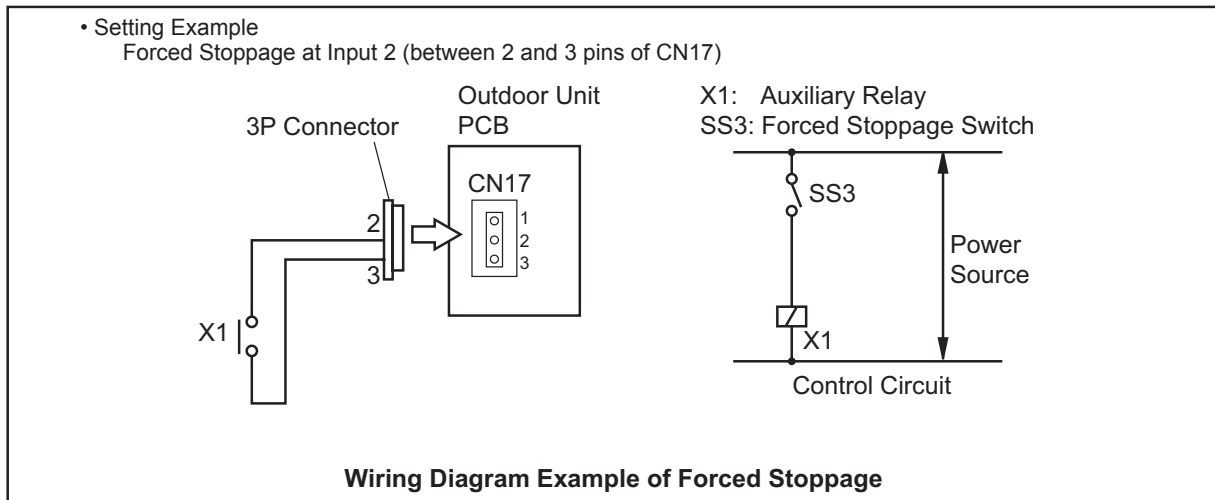 • Setting Example
Forced Stoppage at Input 2 (between 2 and 3 pins of CN17)
Outdoor Unit
PCB
3P Connector
CN17
1
2
3
2
3
X1
X1: Auxiliary Relay
SS3: Forced Stoppage Switch
SS3
Power
Source
X1
Control Circuit
Wiring Diagram Example of Forced Stoppage